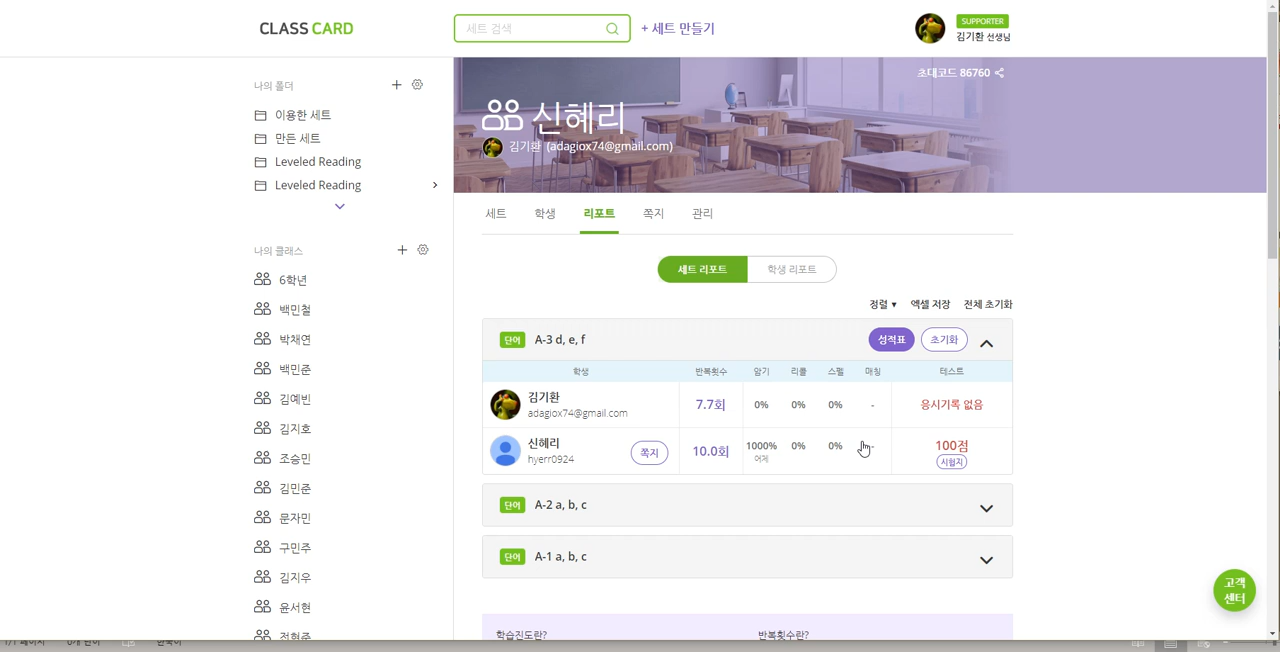 CLASS CARD
세트 검색
+ 세트 만들기
SUPPORTER
김기환 선생님
나의 폴더
이용한 세트
만든 세트
Leveled Reading
Leveled Reading
나의 클래스
6학년
백민철
박채연
백민준
김예빈
김지호
조승민
김민준
문자민
구민주
김지우
윤서현
초대코드 86760
신혜리
김기환 (adagiox74@gmail.com)
세트 학생 리포트 쪽지 관리
세트 리포트 학생 리포트
정렬 ▼ 엑셀 저장 전체 초기화
단어 A-3 d, e, f 성적표 초기화
학생 반복횟수 암기 리콜 스펠 매칭 테스트
김기환
adagiox74@gmail.com
7.7회 0% 0% 0% - 응시기록 없음
신혜리
hyerr0924
쪽지 10.0회 1000% 0% 0% - 100점
어제 시험지
단어 A-2 a, b, c
단어 A-1 a, b, c
고객
센터
학습진도란? 반복횟수란?